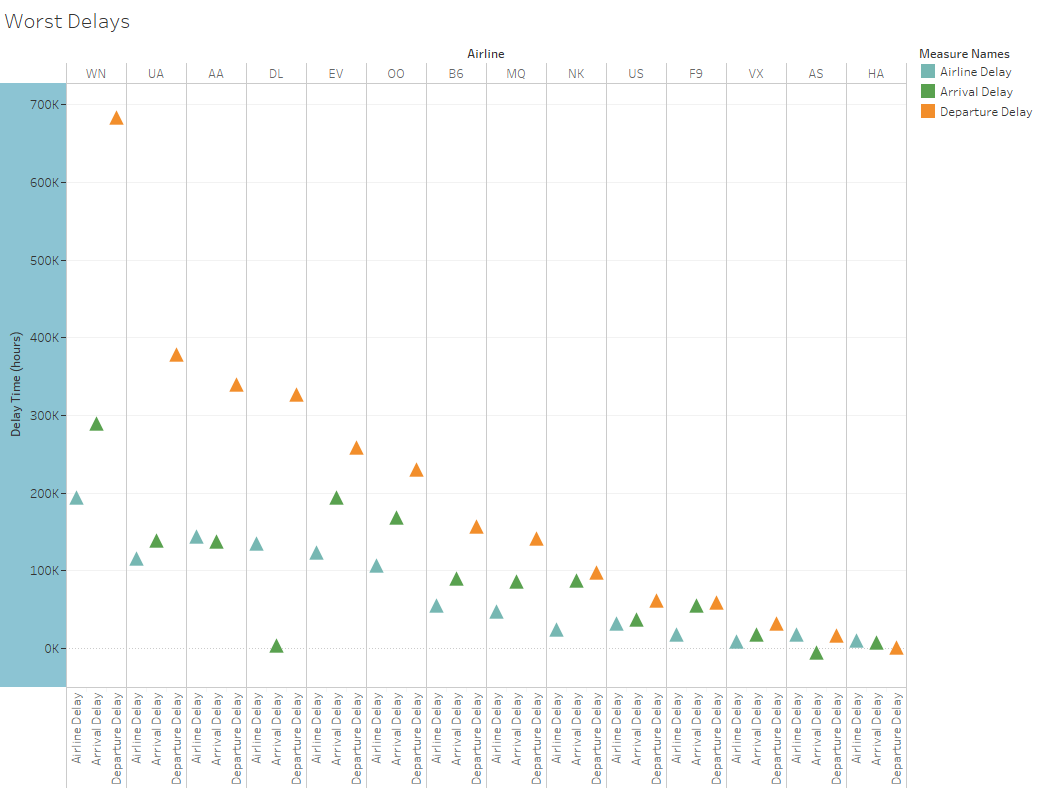 Worst Delays
Airline
WN UA AA DL EV OO B6 MQ NK US F9 VX AS HA
Measure Names
Airline Delay
Arrival Delay
Departure Delay
Delay Time (hours)
700K
600K
500K
400K
300K
200K
100K
0K
Airline Delay
Arrival Delay
Departure Delay
Airline Delay
Arrival Delay
Departure Delay
Airline Delay
Arrival Delay
Departure Delay
Airline Delay
Arrival Delay
Departure Delay
Airline Delay
Arrival Delay
Departure Delay
Airline Delay
Arrival Delay
Departure Delay
Airline Delay
Arrival Delay
Departure Delay
Airline Delay
Arrival Delay
Departure Delay
Airline Delay
Arrival Delay
Departure Delay
Airline Delay
Arrival Delay
Departure Delay
Airline Delay
Arrival Delay
Departure Delay
Airline Delay
Arrival Delay
Departure Delay
Airline Delay
Arrival Delay
Departure Delay
Airline Delay
Arrival Delay
Departure Delay